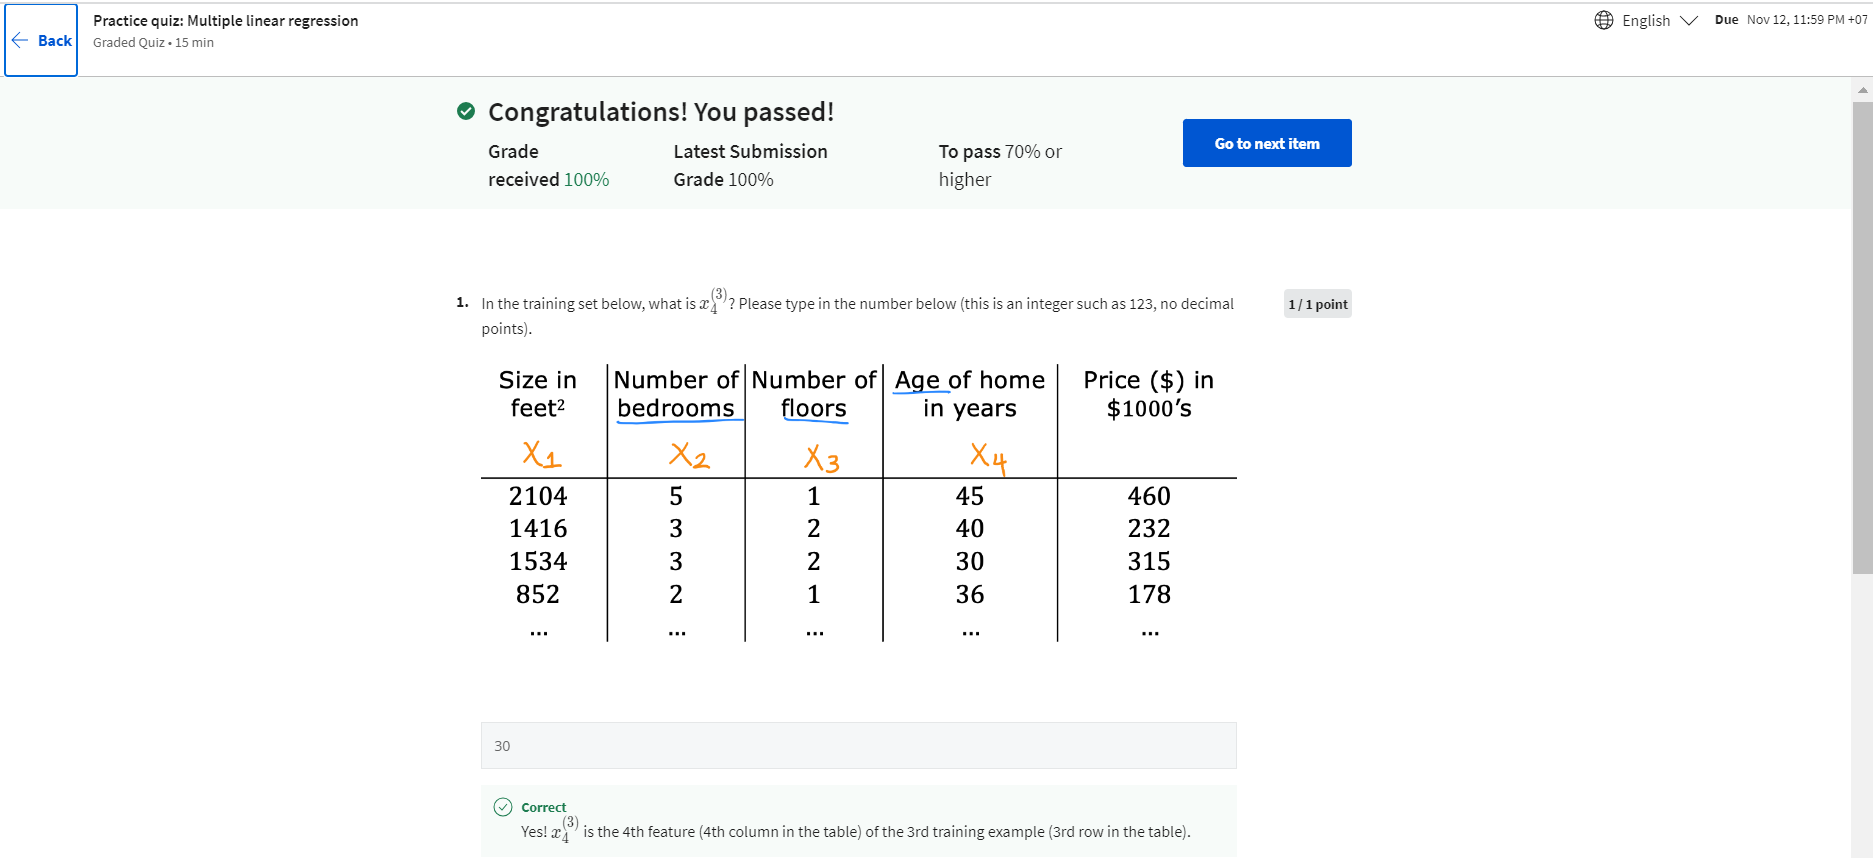 Back
Practice quiz: Multiple linear regression
Graded Quiz • 15 min
English
Due Nov 12, 11:59 PM +07
Congratulations! You passed!
Grade received 100%
Latest Submission Grade 100%
To pass 70% or higher
Go to next item
1. In the training set below, what is x₄⁽³⁾? Please type in the number below (this is an integer such as 123, no decimal
points).
1 / 1 point
Size in feet² Number of bedrooms Number of floors Age of home in years Price ($) in $1000's
X₁ X₂ X₃ X₄
2104 5 1 45 460
1416 3 2 40 232
1534 3 2 30 315
852 2 1 36 178
... ... ... ... ...
30
Correct
Yes! x₄⁽³⁾ is the 4th feature (4th column in the table) of the 3rd training example (3rd row in the table).